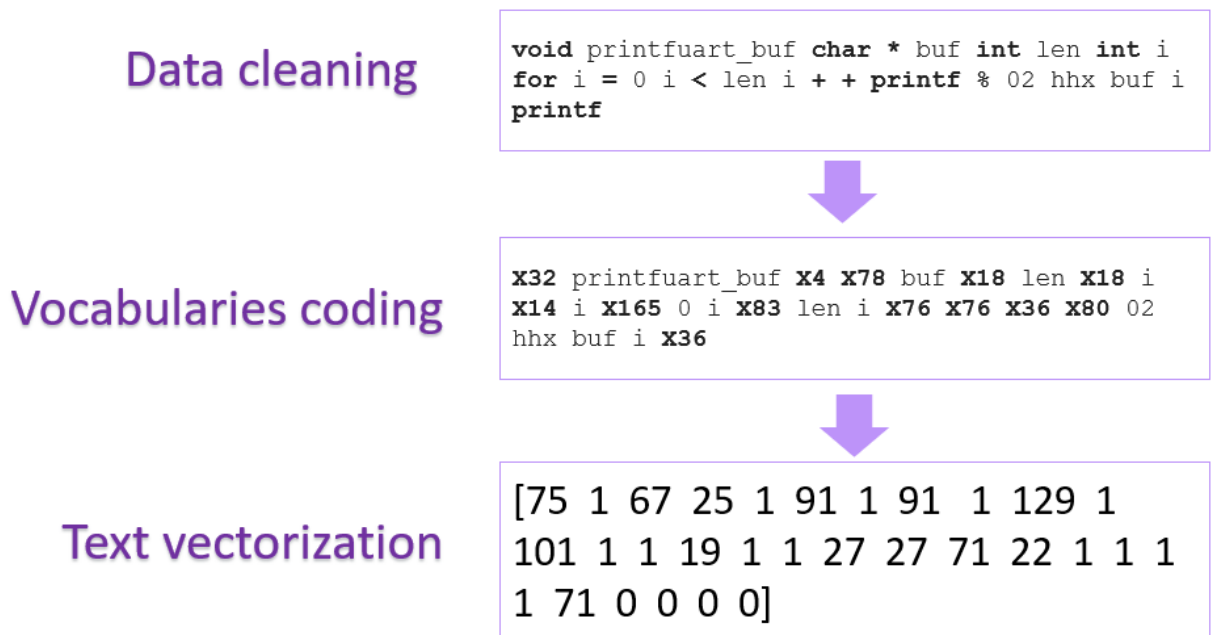 Data cleaning
void printfuart_buf char * buf int len int i
for i = 0 i < len i + + printf % 02 hhx buf i
printf
Vocabularies coding
X32 printfuart_buf X4 X78 buf X18 len X18 i
X14 i X165 0 i X83 len i X76 X76 X36 X80 02
hhx buf i X36
Text vectorization
[75 1 67 25 1 91 1 91 1 129 1
101 1 1 19 1 1 27 27 71 22 1 1 1
1 71 0 0 0 0]